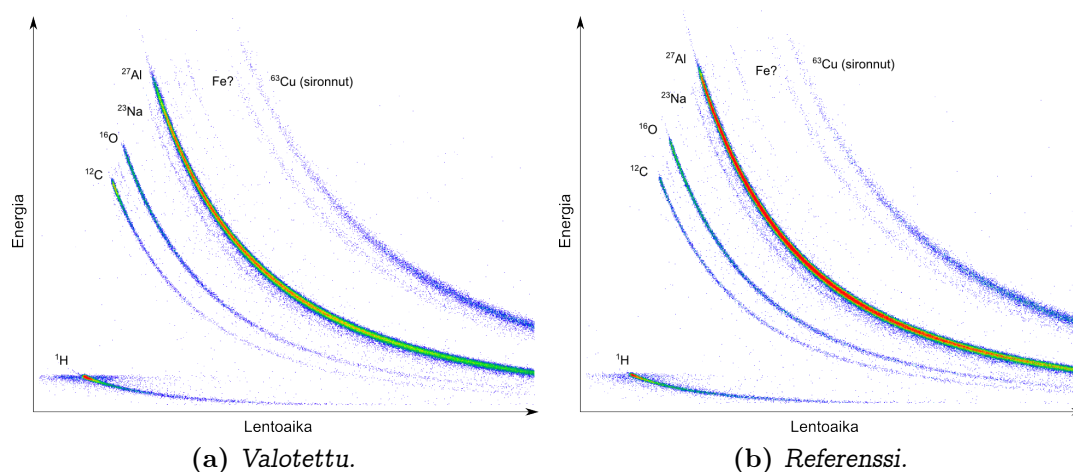 ²⁷Al
²³Na
¹⁶O
¹²C
¹H
Fe?
⁶³Cu (sironnut)
Energia
Lentoaika
(a) Valotettu.
²⁷Al
²³Na
¹⁶O
¹²C
¹H
Fe?
⁶³Cu (sironnut)
Energia
Lentoaika
(b) Referenssi.